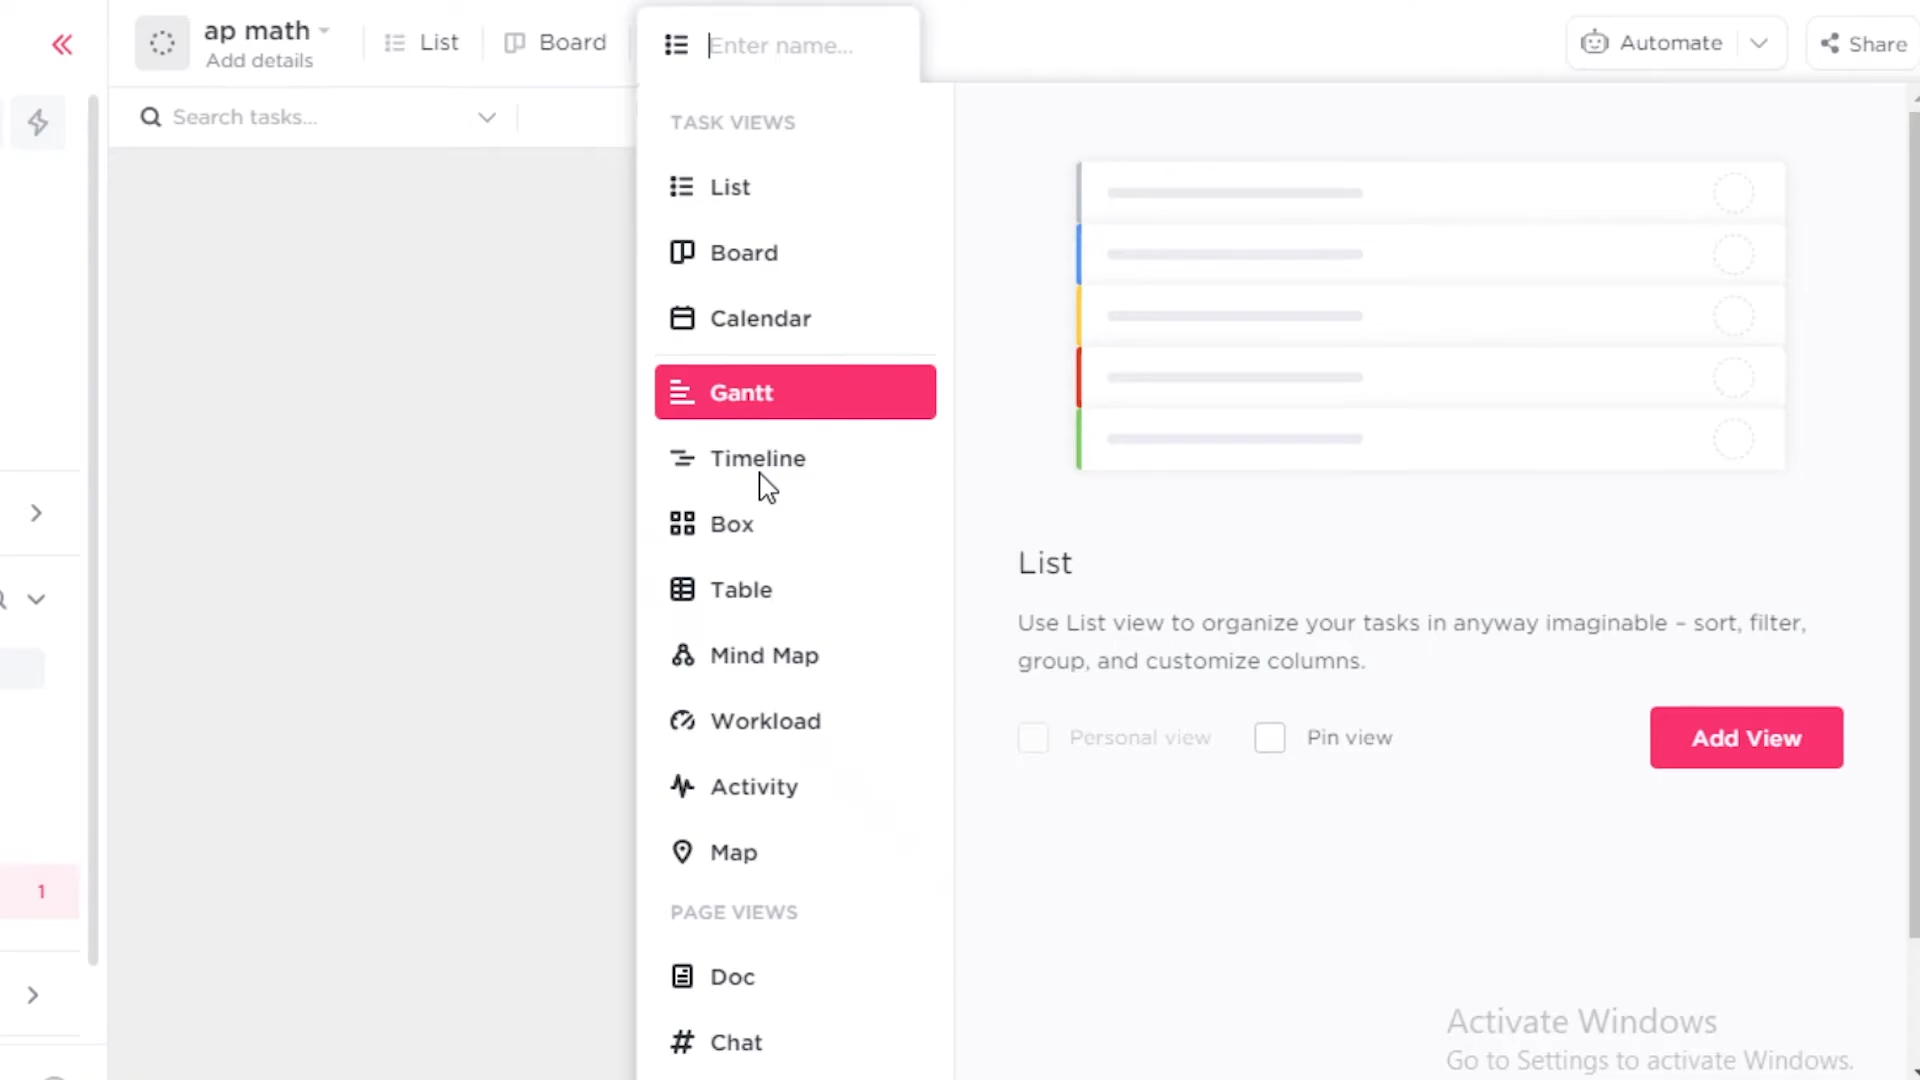 ap math
Add details
List
Board
Enter name...
Automate
Share
Search tasks...
TASK VIEWS
List
Board
Calendar
Gantt
Timeline
Box
Table
Mind Map
Workload
Activity
Map
PAGE VIEWS
Doc
Chat
List
Use List view to organize your tasks in anyway imaginable – sort, filter,
group, and customize columns.
Personal view
Pin view
Add View
1
Activate Windows
Go to Settings to activate Windows.